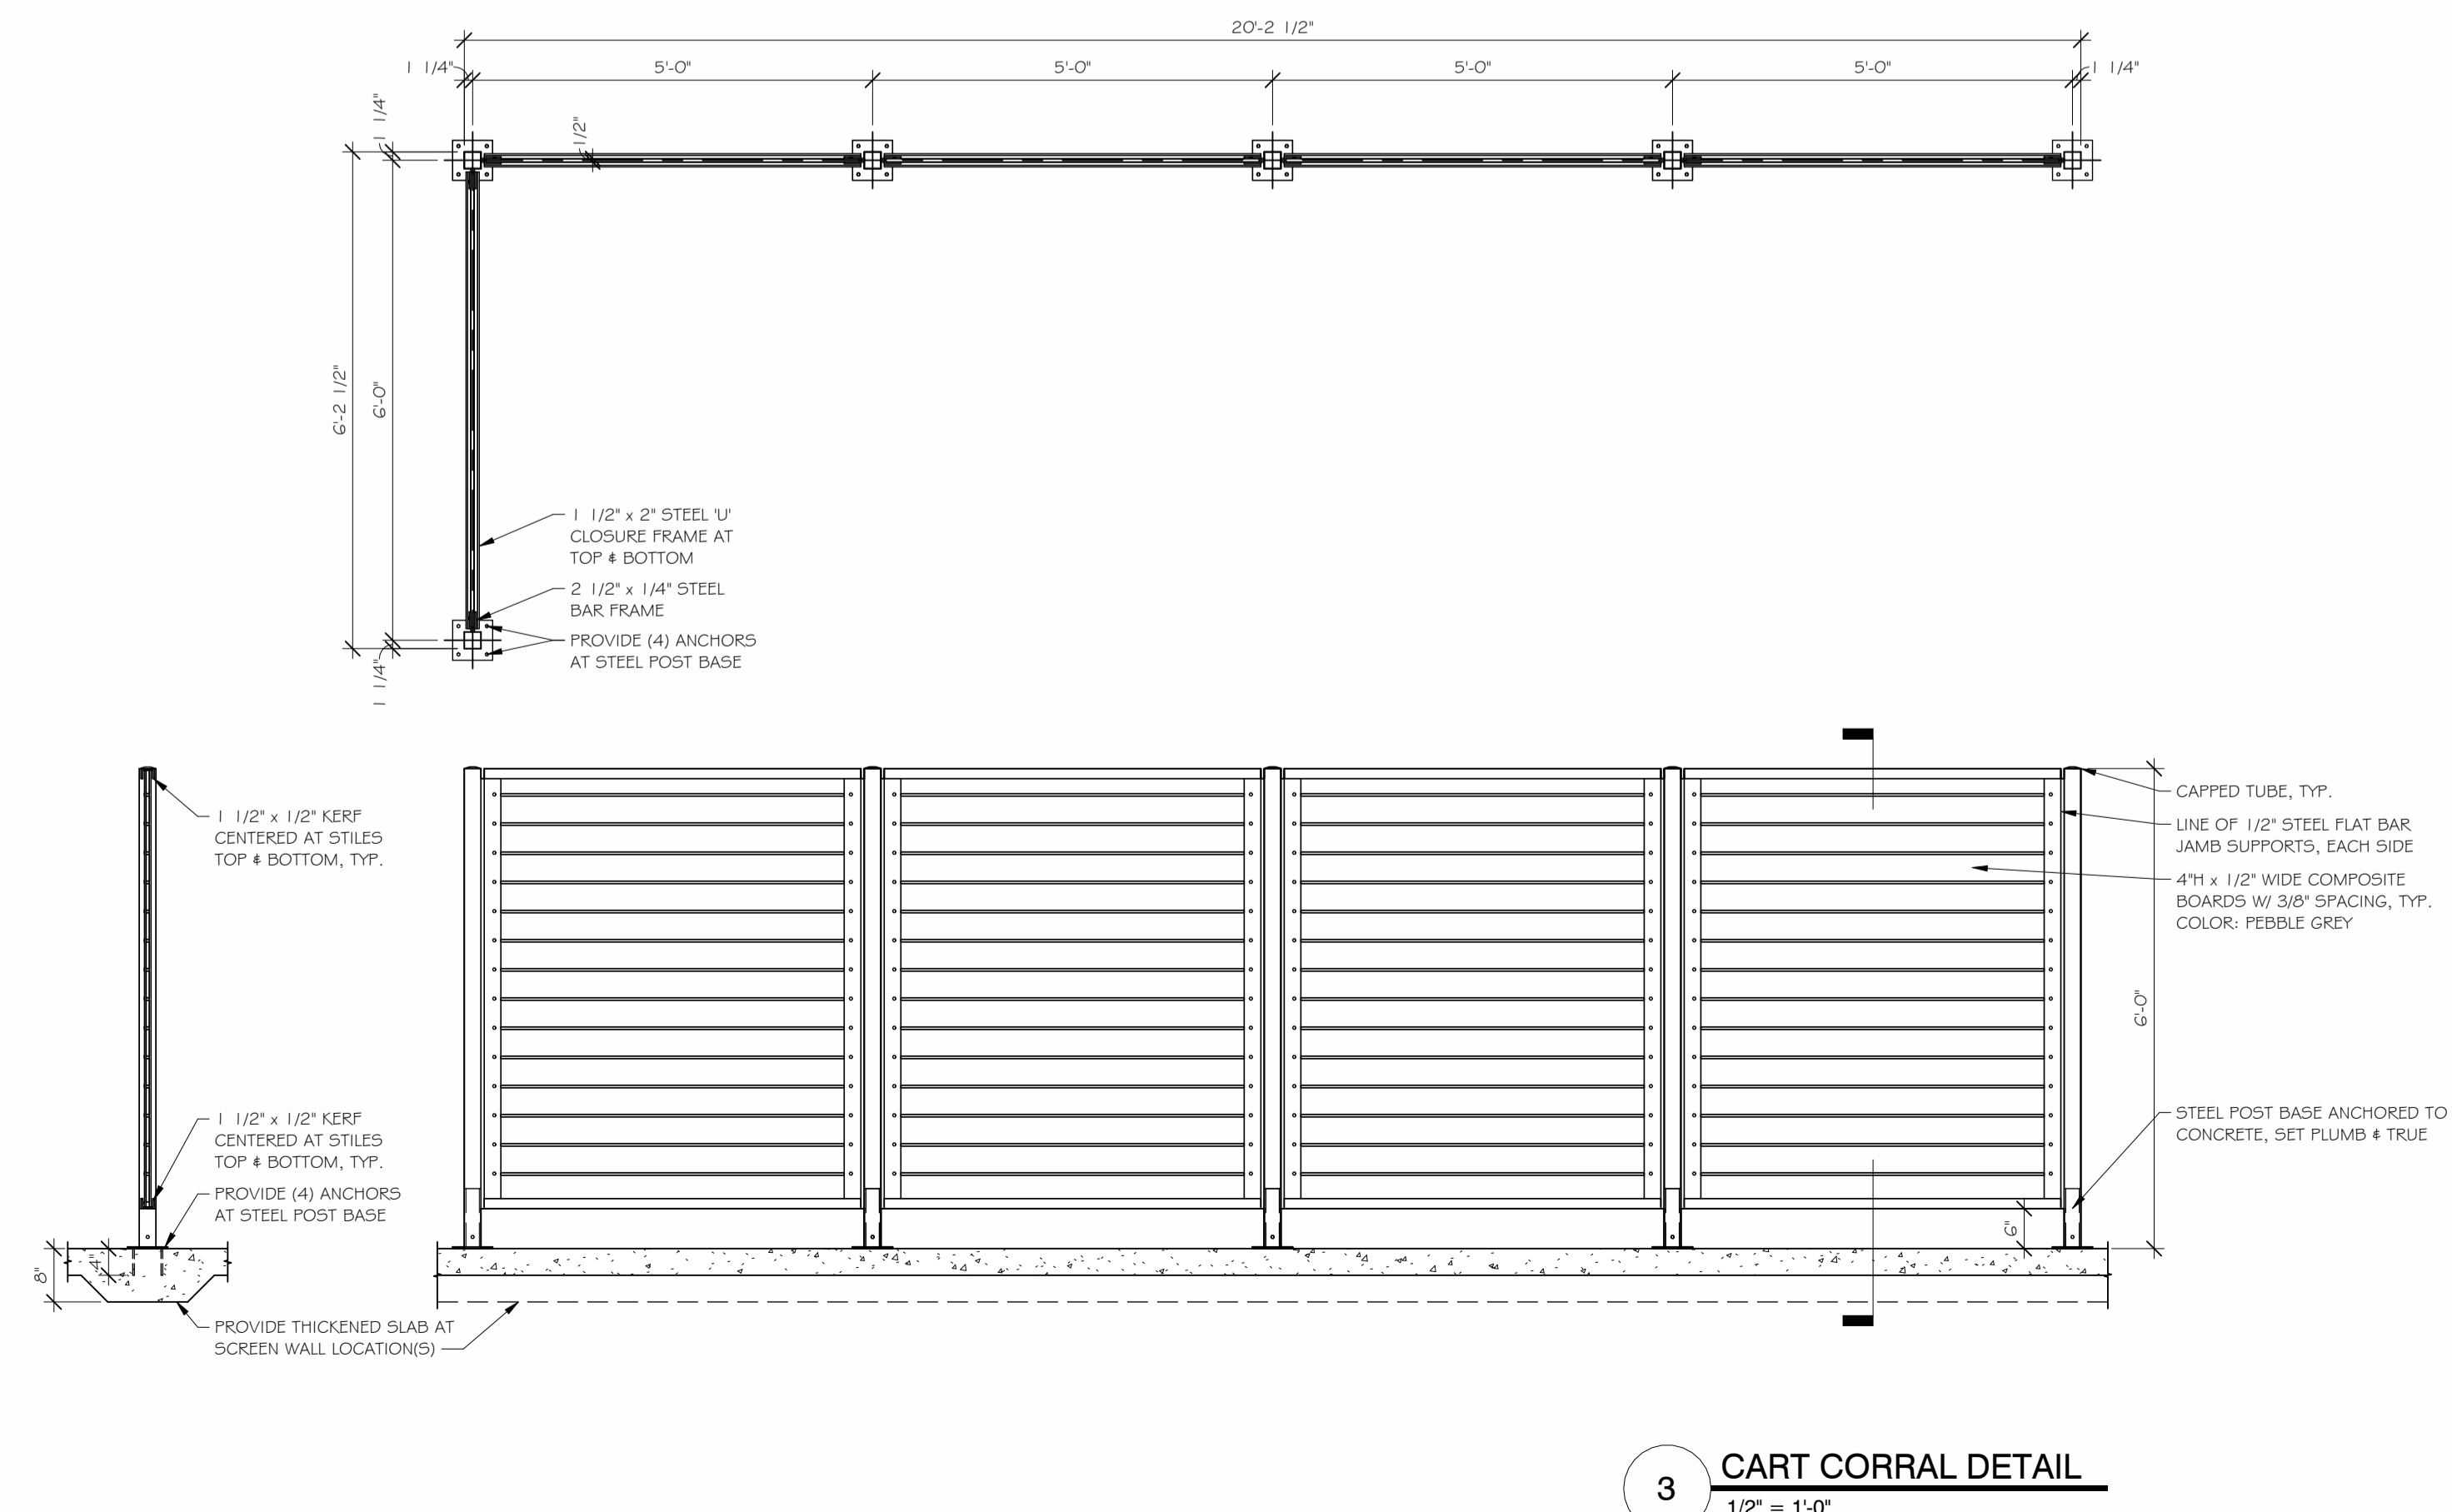 20'-2 1/2"
1 1/4"
5'-0"
5'-0"
5'-0"
5'-0"
1 1/4"
1 1/4"
1/2"
6'-2 1/2"
6'-0"
1 1/4"
1 1/2" x 2" STEEL 'U'
CLOSURE FRAME AT
TOP & BOTTOM
2 1/2" x 1/4" STEEL
BAR FRAME
PROVIDE (4) ANCHORS
AT STEEL POST BASE
1 1/2" x 1/2" KERF
CENTERED AT STILES
TOP & BOTTOM, TYP.
1 1/2" x 1/2" KERF
CENTERED AT STILES
TOP & BOTTOM, TYP.
PROVIDE (4) ANCHORS
AT STEEL POST BASE
8"
4"
PROVIDE THICKENED SLAB AT
SCREEN WALL LOCATION(S)
CAPPED TUBE, TYP.
LINE OF 1/2" STEEL FLAT BAR
JAMB SUPPORTS, EACH SIDE
4"H x 1/2" WIDE COMPOSITE
BOARDS W/ 3/8" SPACING, TYP.
COLOR: PEBBLE GREY
6'-0"
STEEL POST BASE ANCHORED TO
CONCRETE, SET PLUMB & TRUE
6"
3
CART CORRAL DETAIL
1/2" = 1'-0"